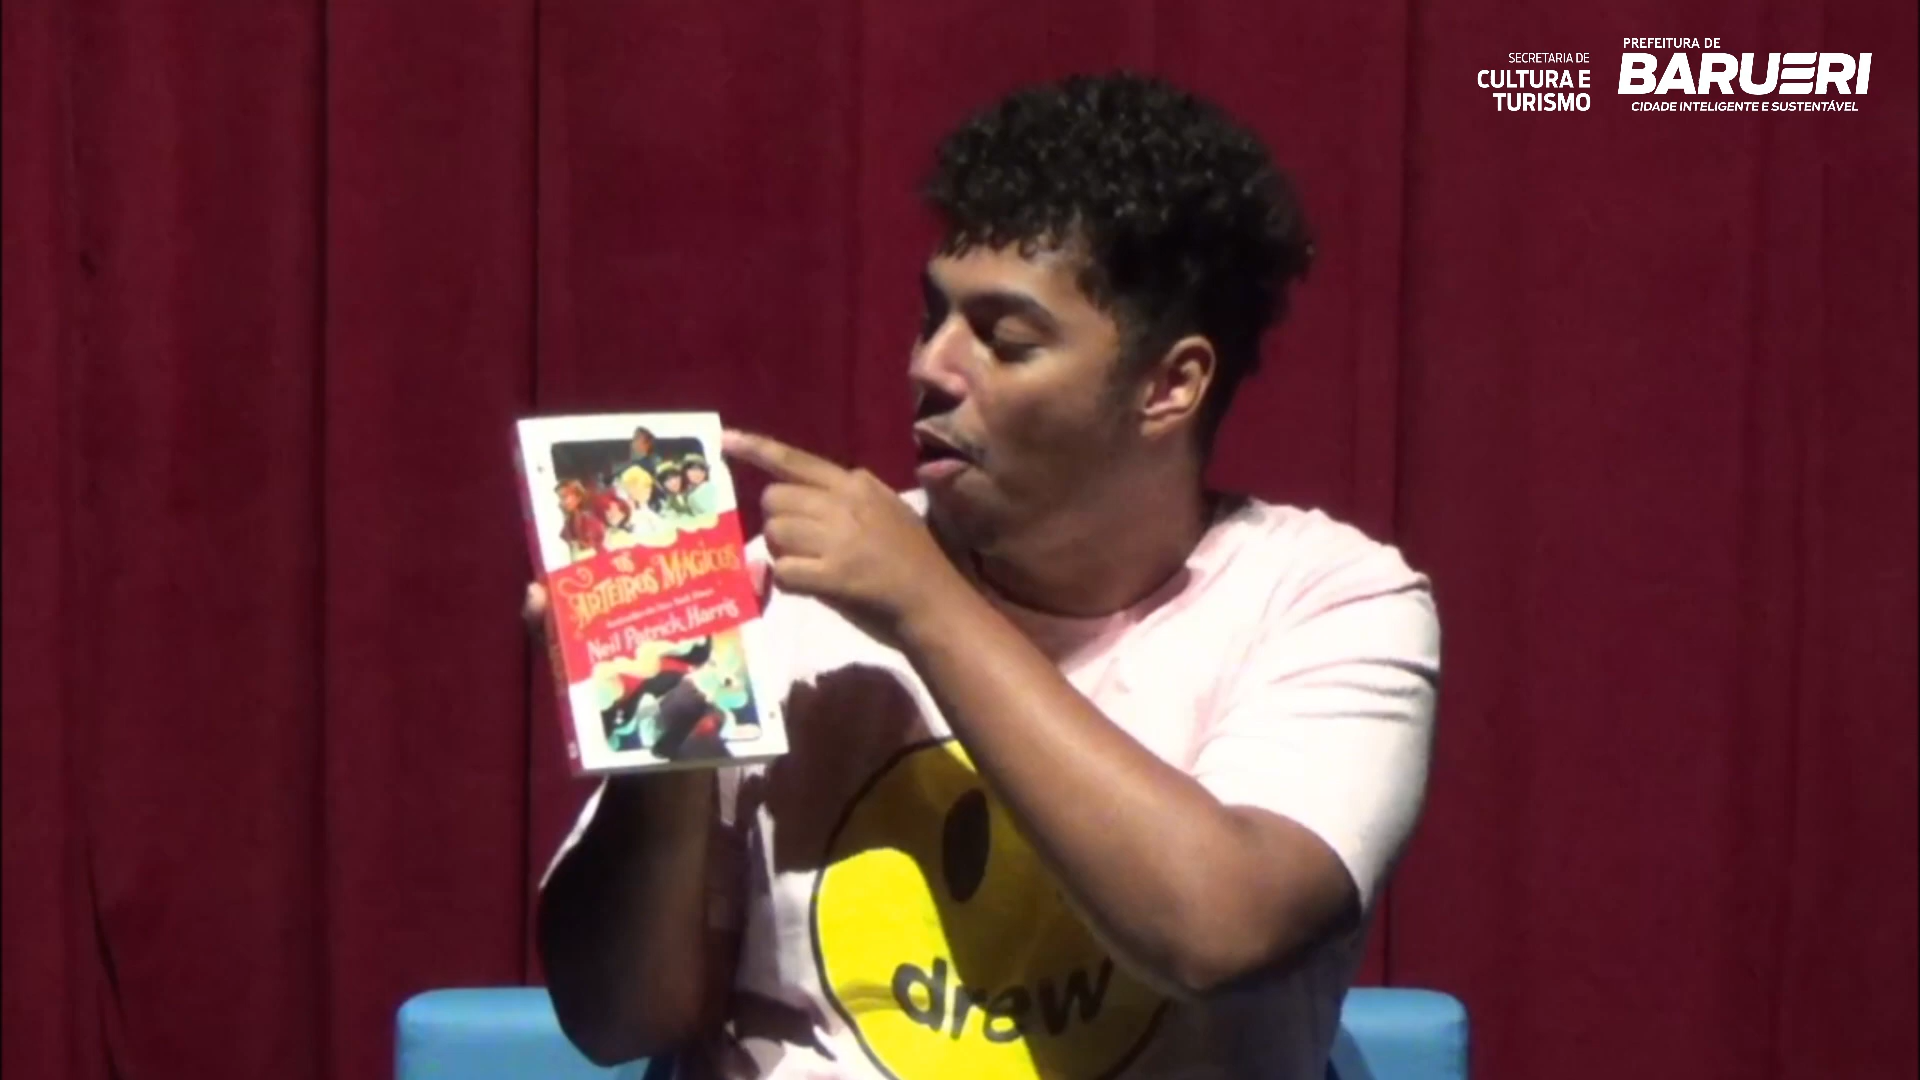 SECRETARIA DE
CULTURA E
TURISMO
PREFEITURA DE
BARUERI
CIDADE INTELIGENTE E SUSTENTÁVEL
OS
ARTEIROS MÁGICOS
Neil Patrick Harris
drew